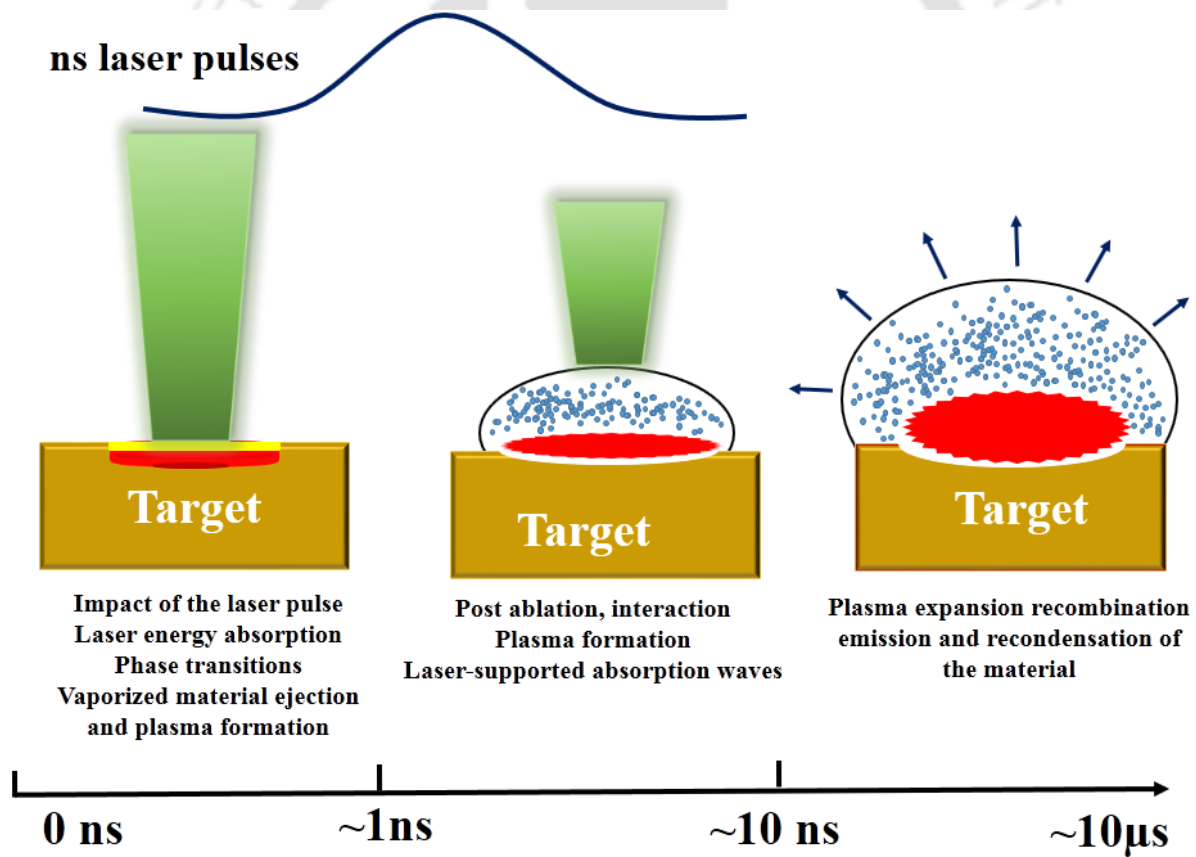 ns laser pulses
Target
Target
Target
Impact of the laser pulse
Laser energy absorption
Phase transitions
Vaporized material ejection
and plasma formation
Post ablation, interaction
Plasma formation
Laser-supported absorption waves
Plasma expansion recombination
emission and recondensation of
the material
0 ns
~1ns
~10 ns
~10μs